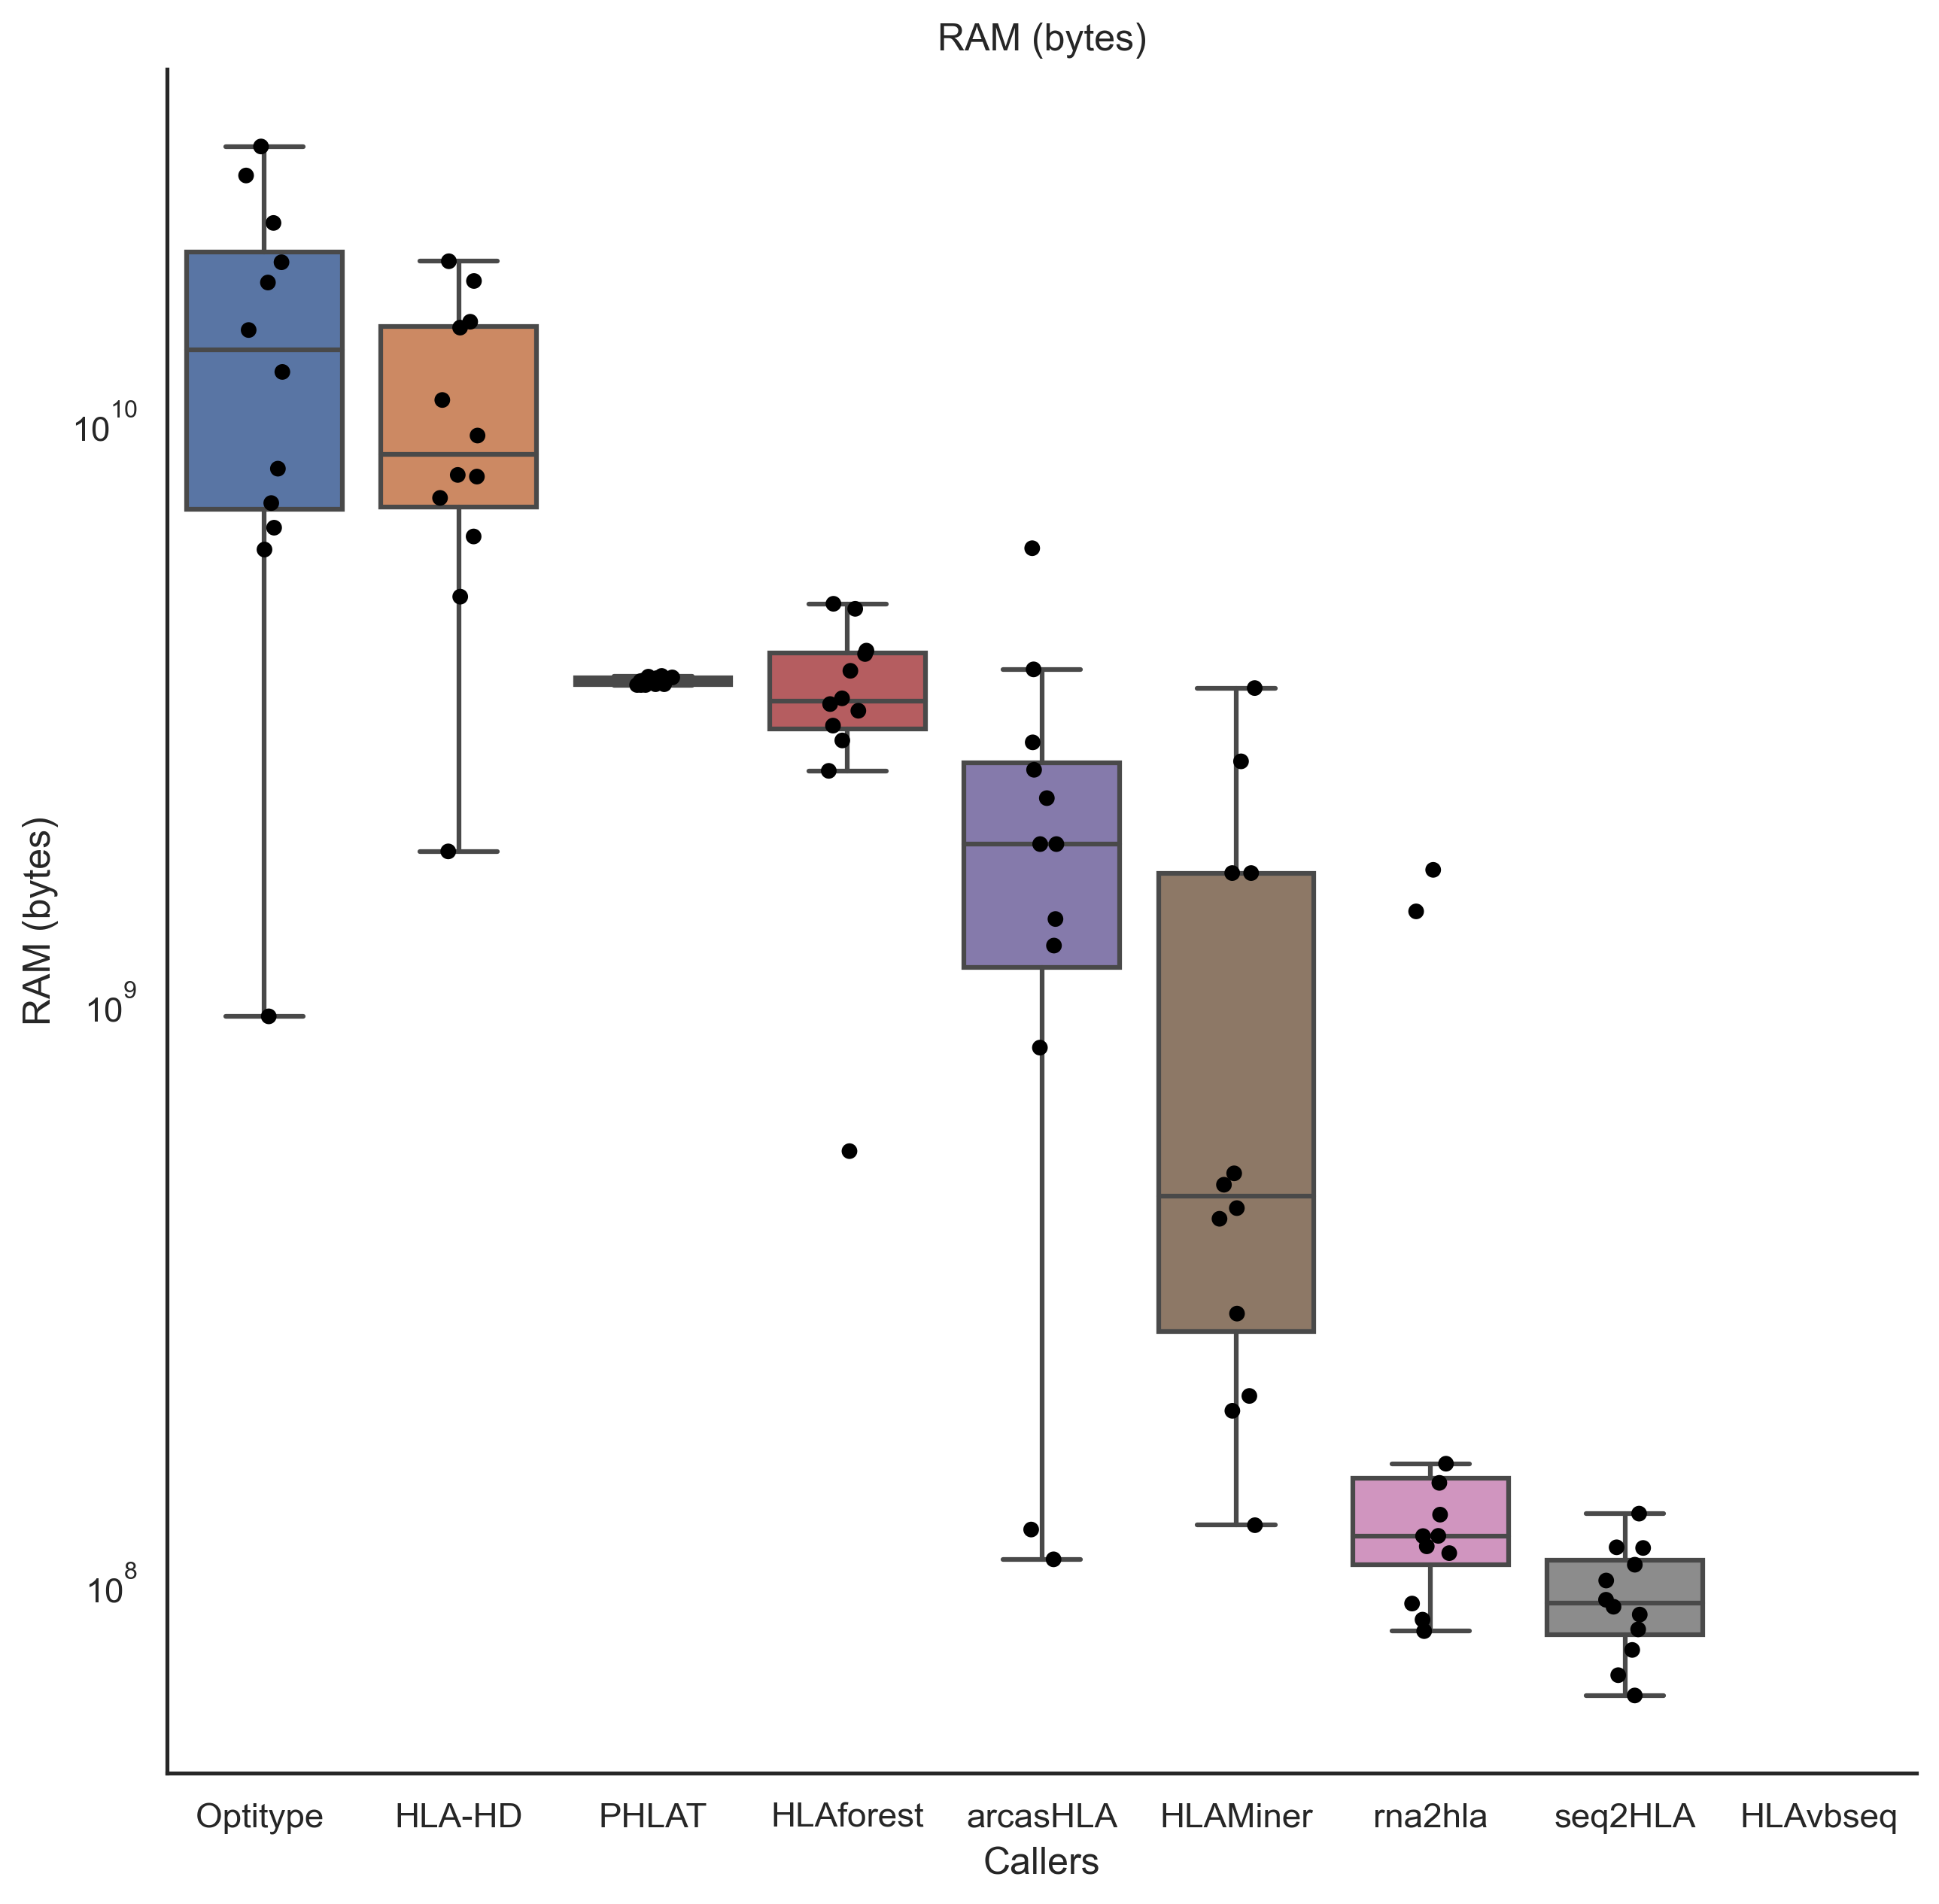 RAM (bytes)
RAM (bytes)
10^10
10^9
10^8
Optitype HLA-HD PHLAT HLAforest arcasHLA HLAMiner rna2hla seq2HLA HLAvbseq
Callers